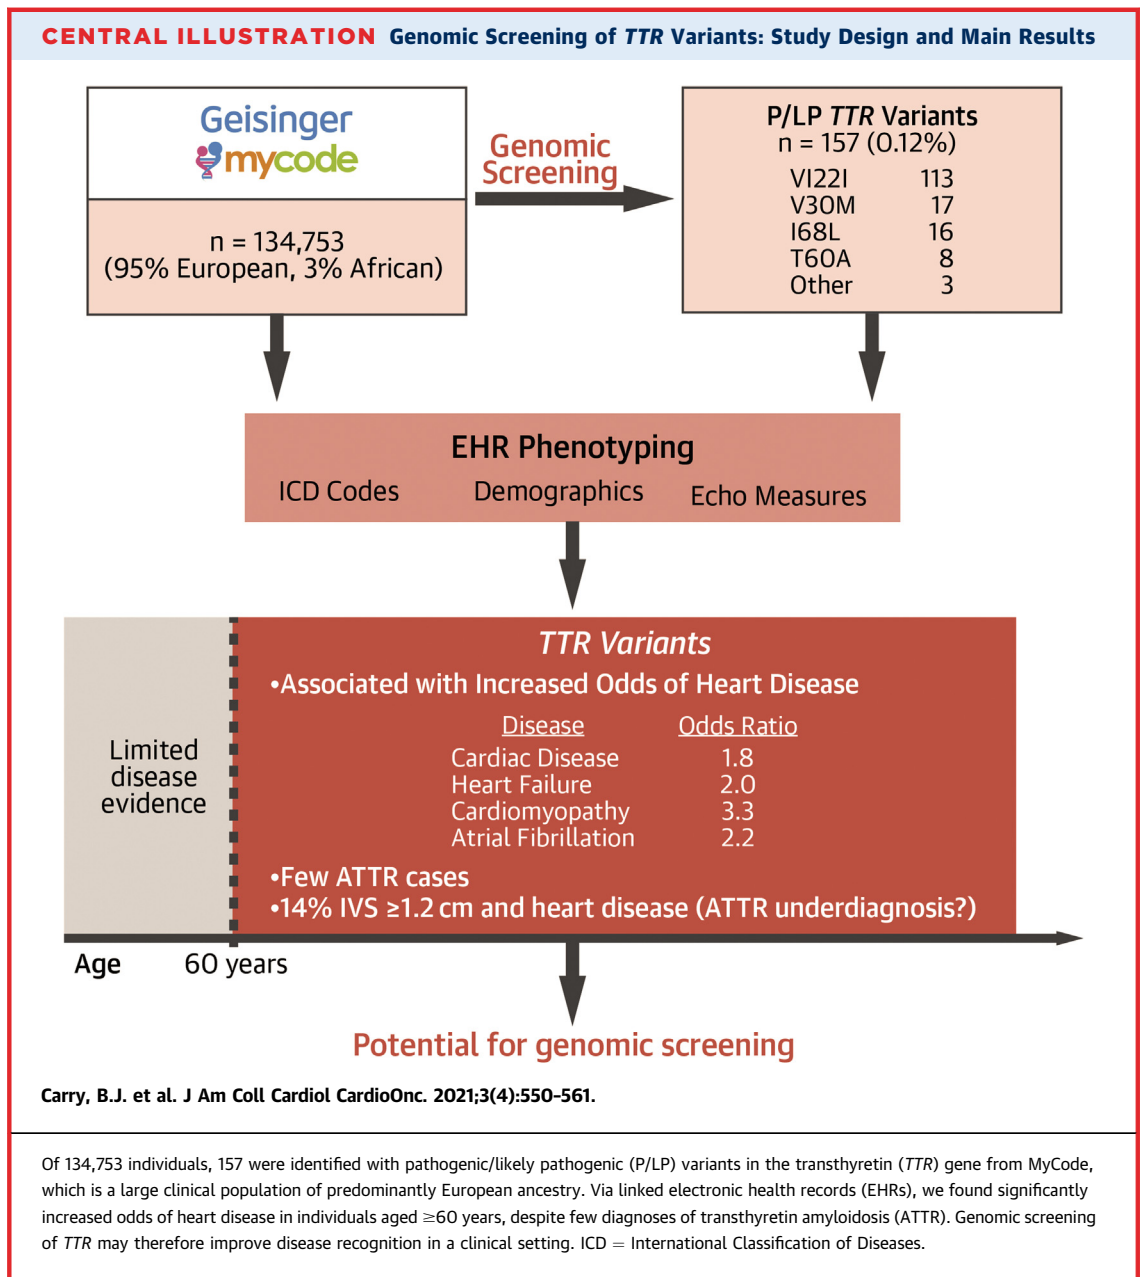 CENTRAL ILLUSTRATION Genomic Screening of TTR Variants: Study Design and Main Results
Geisinger
mycode
n = 134,753
(95% European, 3% African)
Genomic
Screening
P/LP TTR Variants
n = 157 (0.12%)
V122I 113
V30M 17
I68L 16
T60A 8
Other 3
EHR Phenotyping
ICD Codes Demographics Echo Measures
Limited
disease
evidence
TTR Variants
•Associated with Increased Odds of Heart Disease
Disease Odds Ratio
Cardiac Disease 1.8
Heart Failure 2.0
Cardiomyopathy 3.3
Atrial Fibrillation 2.2
•Few ATTR cases
•14% IVS ≥1.2 cm and heart disease (ATTR underdiagnosis?)
Age 60 years
Potential for genomic screening
Carry, B.J. et al. J Am Coll Cardiol CardioOnc. 2021;3(4):550–561.
Of 134,753 individuals, 157 were identified with pathogenic/likely pathogenic (P/LP) variants in the transthyretin (TTR) gene from MyCode,
which is a large clinical population of predominantly European ancestry. Via linked electronic health records (EHRs), we found significantly
increased odds of heart disease in individuals aged ≥60 years, despite few diagnoses of transthyretin amyloidosis (ATTR). Genomic screening
of TTR may therefore improve disease recognition in a clinical setting. ICD = International Classification of Diseases.